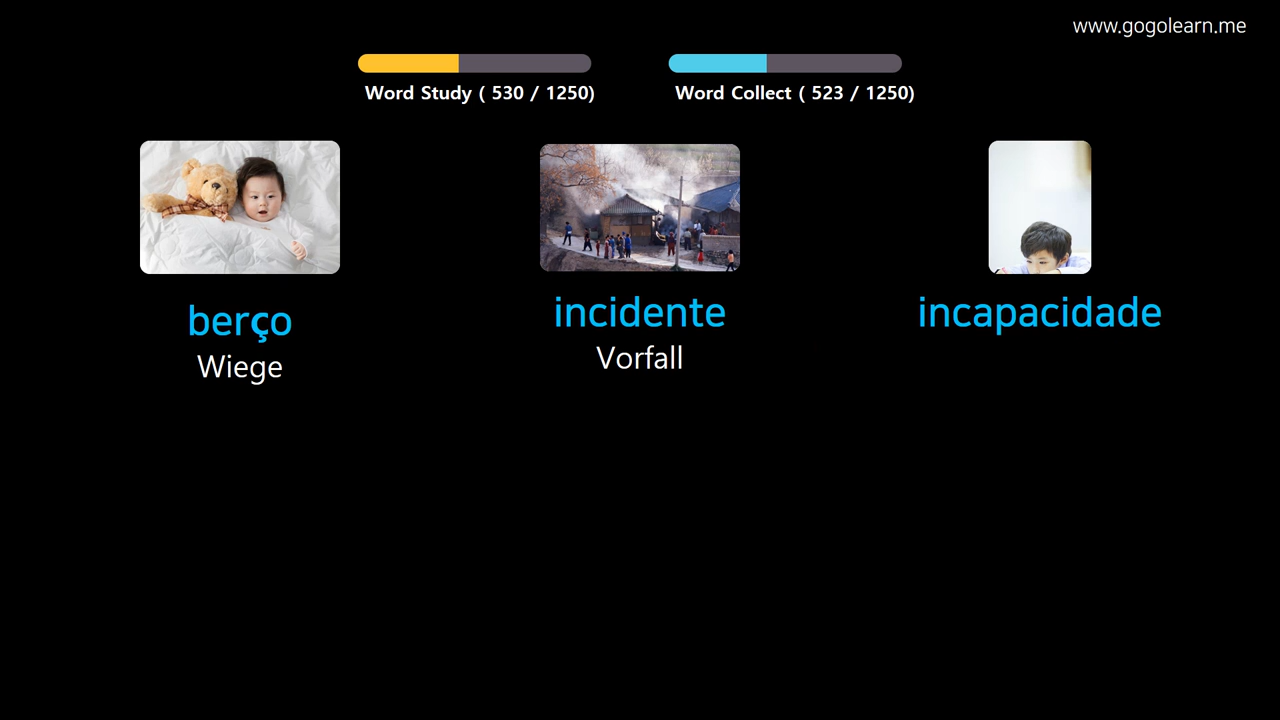 www.gogolearn.me
Word Study ( 530 / 1250)
Word Collect ( 523 / 1250)
berço
Wiege
incidente
Vorfall
incapacidade